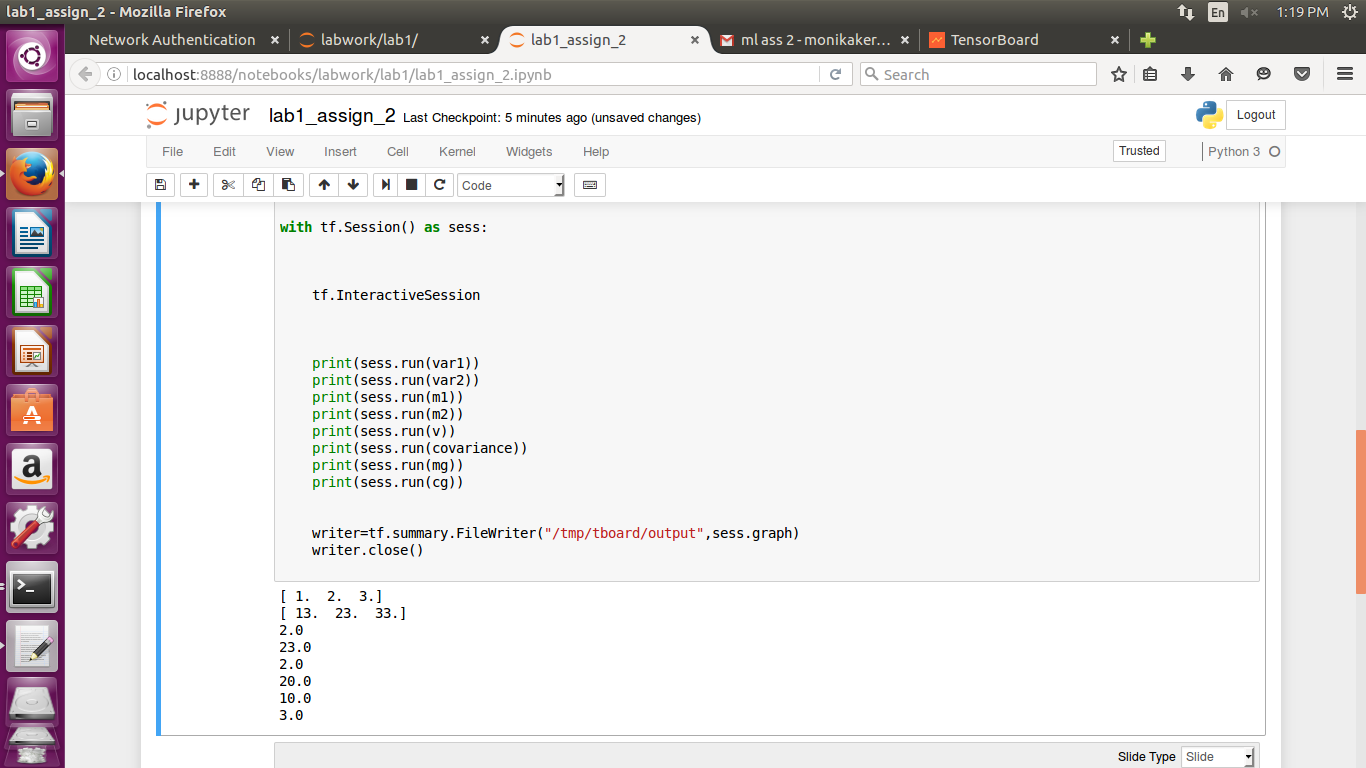 lab1_assign_2 - Mozilla Firefox
En
1:19 PM
Network Authentication
labwork/lab1/
lab1_assign_2
ml ass 2 - monikaker...
TensorBoard
localhost:8888/notebooks/labwork/lab1/lab1_assign_2.ipynb
Search
jupyter
lab1_assign_2 Last Checkpoint: 5 minutes ago (unsaved changes)
Logout
File Edit View Insert Cell Kernel Widgets Help
Trusted
Python 3
Code
with tf.Session() as sess:
tf.InteractiveSession
print(sess.run(var1))
print(sess.run(var2))
print(sess.run(m1))
print(sess.run(m2))
print(sess.run(v))
print(sess.run(covariance))
print(sess.run(mg))
print(sess.run(cg))
writer=tf.summary.FileWriter("/tmp/tboard/output",sess.graph)
writer.close()
[ 1.  2.  3.]
[ 13.  23.  33.]
2.0
23.0
2.0
20.0
10.0
3.0
Slide Type Slide